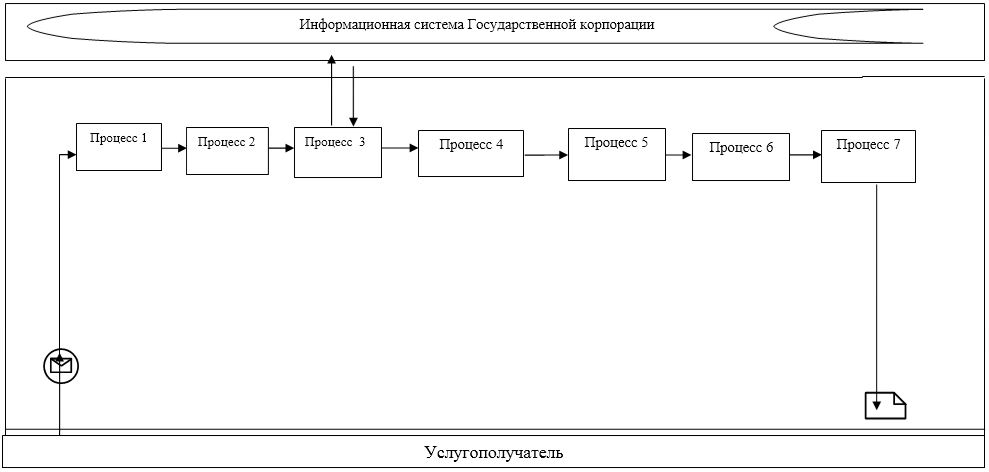 Информационная система Государственной корпорации
Процесс 1
Процесс 2
Процесс 3
Процесс 4
Процесс 5
Процесс 6
Процесс 7
Услугополучатель